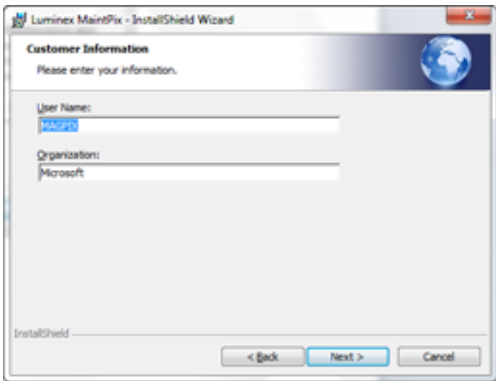 Luminex MaintPix - InstallShield Wizard
Customer Information
Please enter your information.
User Name:
MAGPIX
Organization:
Microsoft
InstallShield
< Back
Next >
Cancel